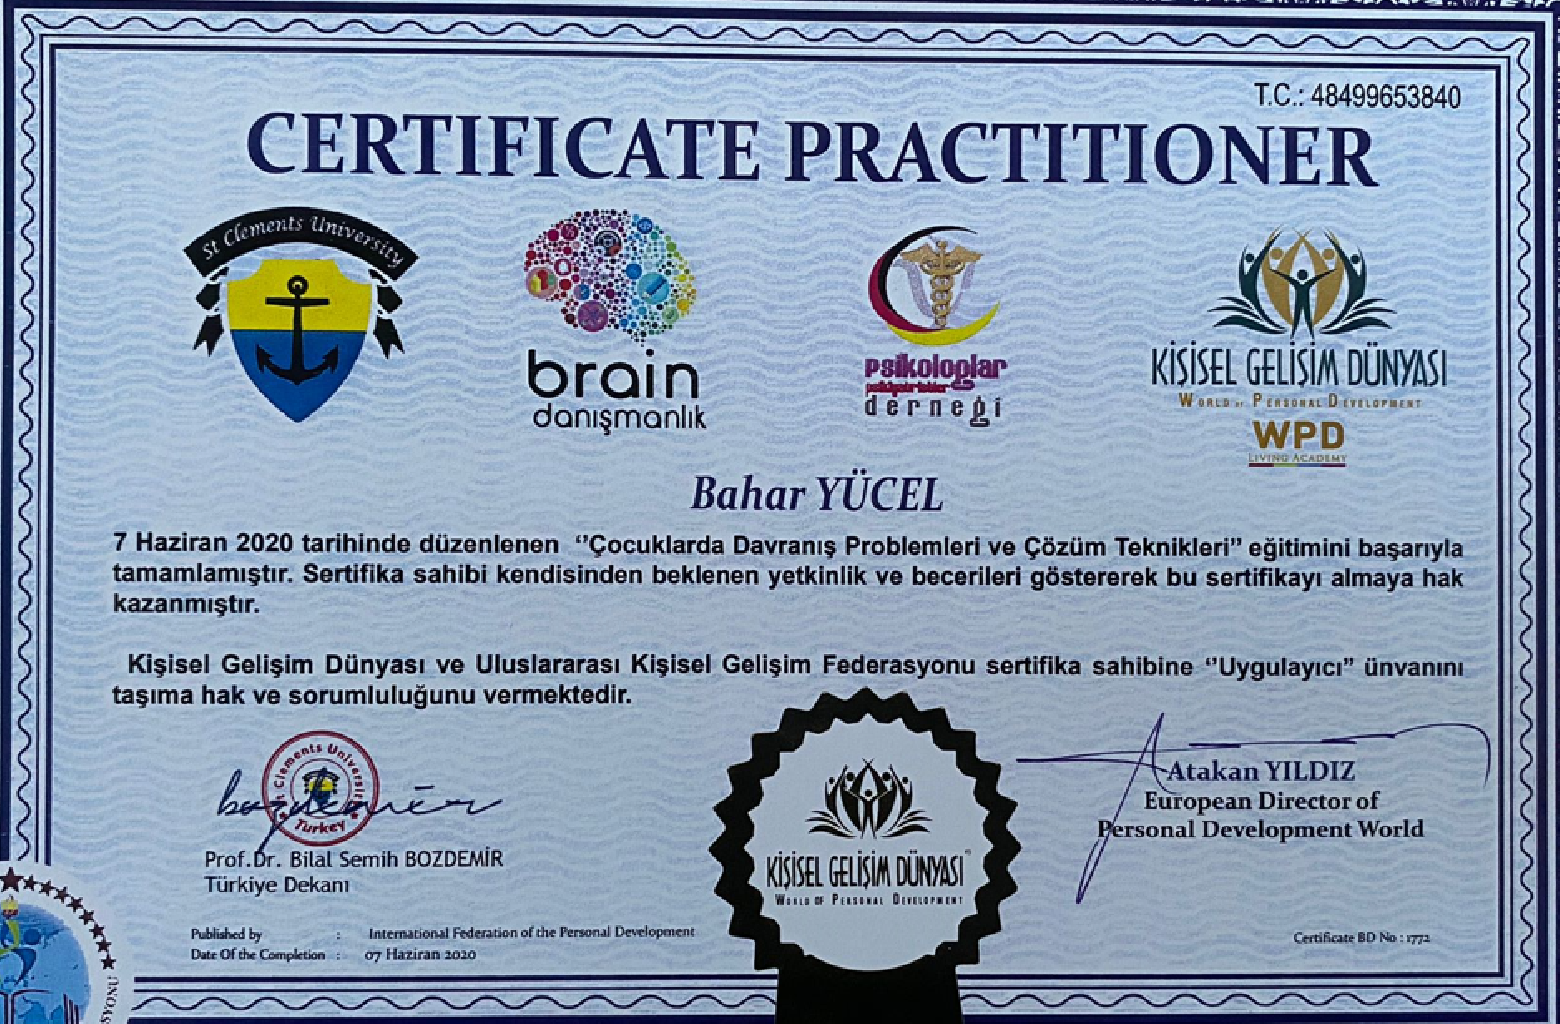 T.C.: 48499653840
CERTIFICATE PRACTITIONER
St Clements University
brain
danışmanlık
psikologlar
derneği
KİŞİSEL GELİŞİM DÜNYASI
WORLD OF PERSONAL DEVELOPMENT
WPD
LIVING ACADEMY
Bahar YÜCEL
7 Haziran 2020 tarihinde düzenlenen ‘’Çocuklarda Davranış Problemleri ve Çözüm Teknikleri’’ eğitimini başarıyla
tamamlamıştır. Sertifika sahibi kendisinden beklenen yetkinlik ve becerileri göstererek bu sertifikayı almaya hak
kazanmıştır.
Kişisel Gelişim Dünyası ve Uluslararası Kişisel Gelişim Federasyonu sertifika sahibine ‘’Uygulayıcı’’ ünvanını
taşıma hak ve sorumluluğunu vermektedir.
St Clements University
Turkey
bozdemir
Prof.Dr. Bilal Semih BOZDEMİR
Türkiye Dekanı
KİŞİSEL GELİŞİM DÜNYASI
WORLD OF PERSONAL DEVELOPMENT
Atakan YILDIZ
European Director of
Personal Development World
Published by : International Federation of the Personal Development
Date Of the Completion : 07 Haziran 2020
Certificate BD No : 1772